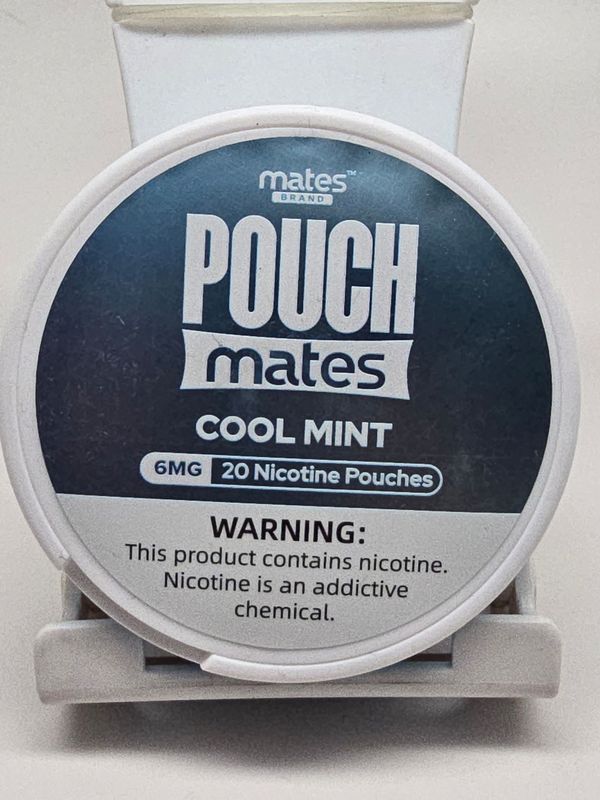 mates™
BRAND
POUCH
mates
COOL MINT
6MG 20 Nicotine Pouches
WARNING:
This product contains nicotine.
Nicotine is an addictive
chemical.